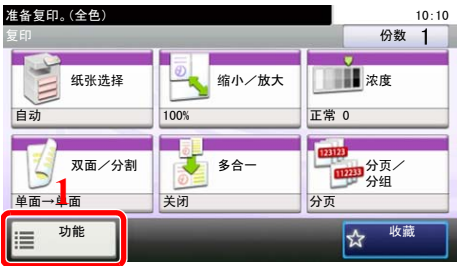 准备复印。(全色) 10:10
复印 份数 1
纸张选择 缩小／放大 浓度
自动 100% 正常 0
123123
双面／分割 多合一 112233 分页／
分组
单面→单面 关闭 分页
1
功能 收藏